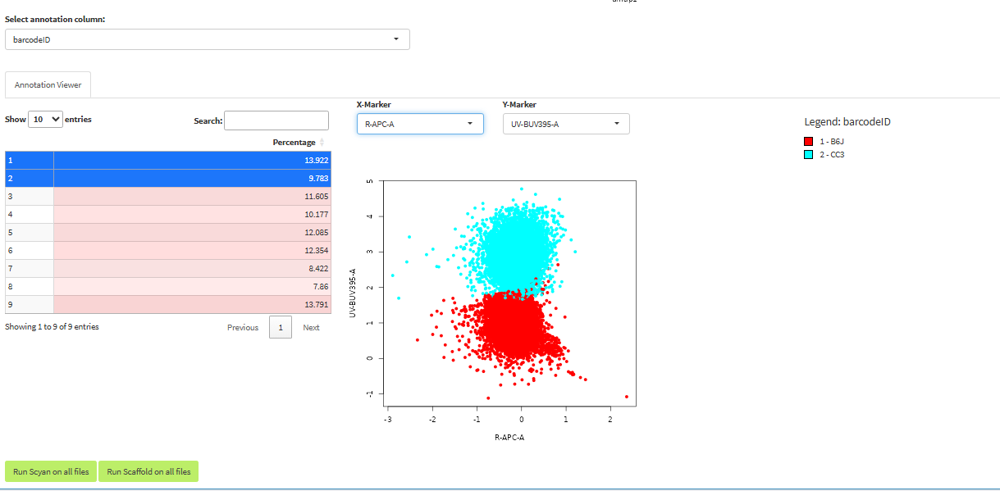 Select annotation column:
barcodeID
Annotation Viewer
Show 10 entries
Search:
Percentage
1 13.922
2 9.783
3 11.605
4 10.177
5 12.085
6 12.354
7 8.422
8 7.86
9 13.791
Showing 1 to 9 of 9 entries
Previous 1 Next
X-Marker
R-APC-A
Y-Marker
UV-BUV395-A
5
4
3
2
1
0
-1
UV-BUV395-A
-3 -2 -1 0 1 2
R-APC-A
Legend: barcodeID
1 - B6J
2 - CC3
Run Scyan on all files
Run Scaffold on all files